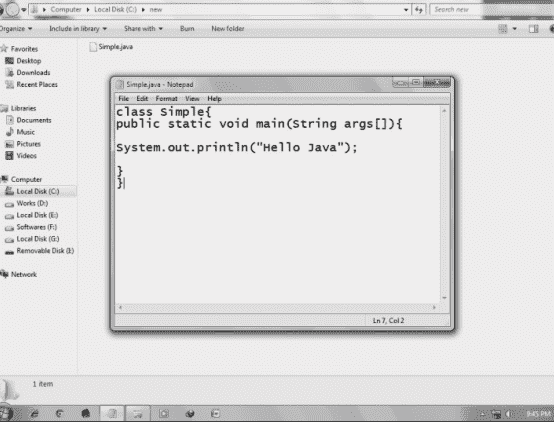 Computer ▸ Local Disk (C:) ▸ new
Search new
Organize Include in library Share with Burn New folder
Favorites
Desktop
Downloads
Recent Places
Libraries
Documents
Music
Pictures
Videos
Computer
Local Disk (C:)
Works (D:)
Local Disk (E:)
Softwares (F:)
Local Disk (G:)
Removable Disk (I:)
Network
Simple.java
Simple.java - Notepad
File Edit Format View Help
class Simple{
public static void main(String args[]){
System.out.println("Hello Java");
}
}
Ln 7, Col 2
1 item
9:45 PM